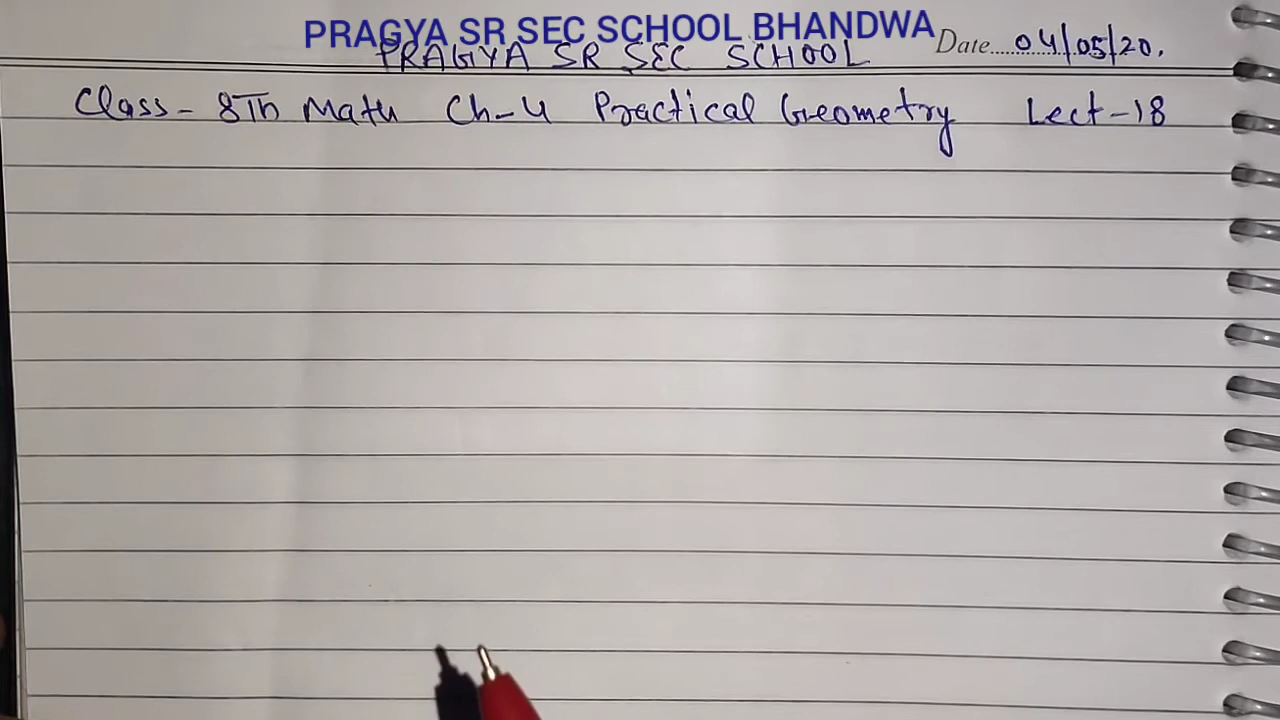 PRAGYA SR SEC SCHOOL BHANDWA
Date 04/05/20.
PRAGYA SR SEC SCHOOL
Class - 8Th Math Ch-4 Practical Geometry Lect-18